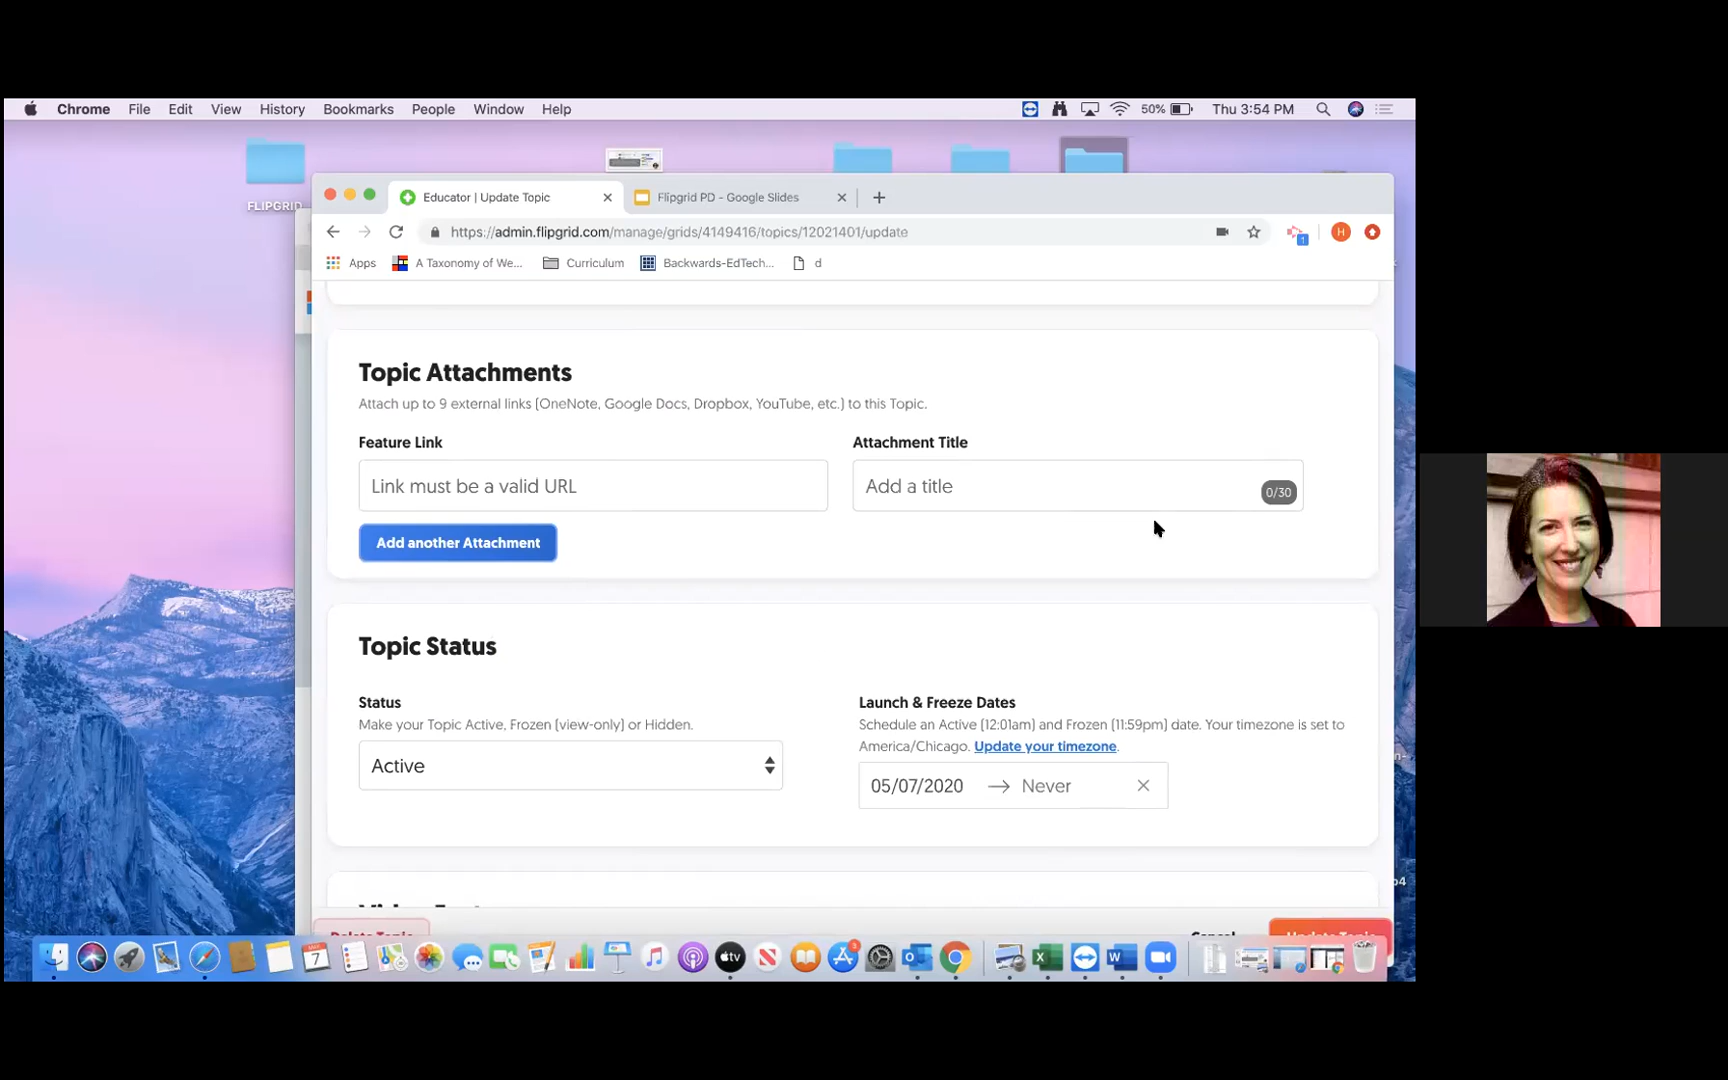 Chrome File Edit View History Bookmarks People Window Help 50% Thu 3:54 PM
FLIPGRID
Educator | Update Topic Flipgrid PD - Google Slides
https://admin.flipgrid.com/manage/grids/4149416/topics/12021401/update H
Apps A Taxonomy of We... Curriculum Backwards-EdTech... d
Topic Attachments
Attach up to 9 external links (OneNote, Google Docs, Dropbox, YouTube, etc.) to this Topic.
Feature Link Attachment Title
Link must be a valid URL Add a title 0/30
Add another Attachment
Topic Status
Status Launch & Freeze Dates
Make your Topic Active, Frozen (view-only) or Hidden. Schedule an Active (12:01am) and Frozen (11:59pm) date. Your timezone is set to
America/Chicago. Update your timezone.
Active 05/07/2020 → Never
Delete Topic Cancel Update Topic